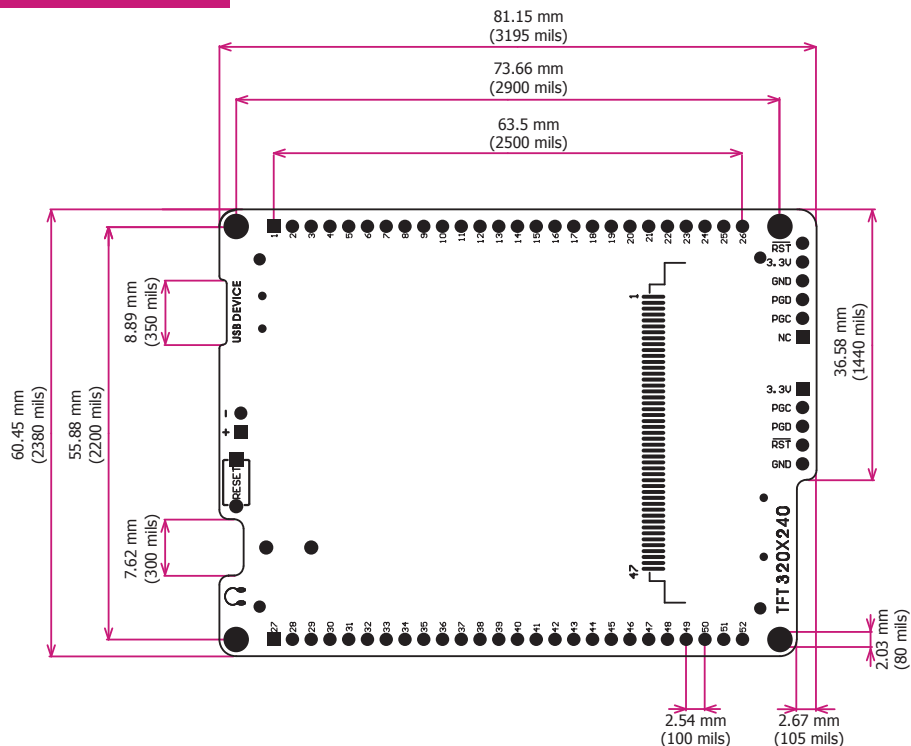 81.15 mm
(3195 mils)
73.66 mm
(2900 mils)
63.5 mm
(2500 mils)
1 2 3 4 5 6 7 8 9 10 11 12 13 14 15 16 17 18 19 20 21 22 23 24 25 26
RST
3.3V
GND
PGD
PGC
NC
3.3V
PGC
PGD
RST
GND
36.58 mm
(1440 mils)
USB DEVICE
8.89 mm
(350 mils)
60.45 mm
(2380 mils)
55.88 mm
(2200 mils)
-
+
RESET
7.62 mm
(300 mils)
1
47
TFT320X240
27 28 29 30 31 32 33 34 35 36 37 38 39 40 41 42 43 44 45 46 47 48 49 50 51 52
2.03 mm
(80 mils)
2.54 mm
(100 mils)
2.67 mm
(105 mils)